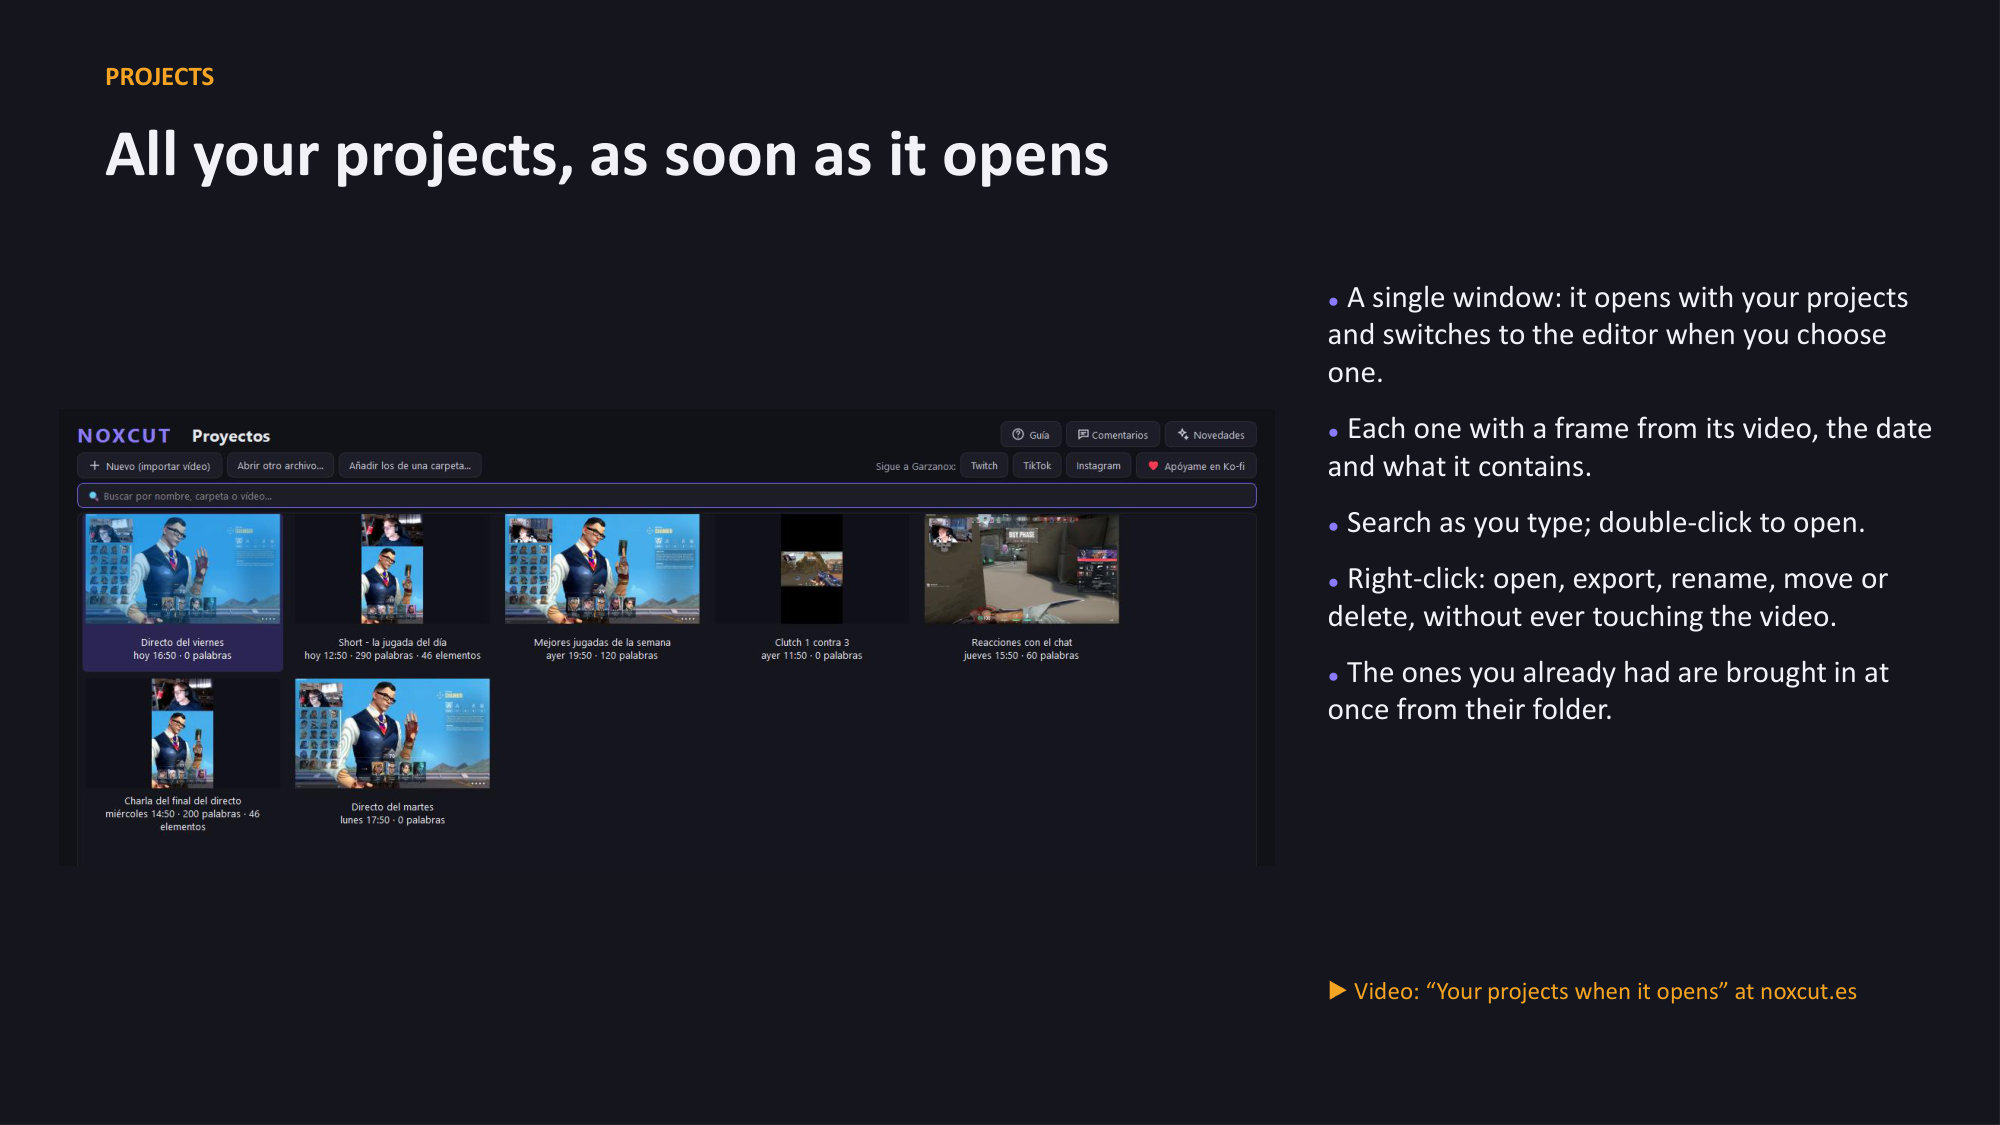 PROJECTS
All your projects, as soon as it opens
NOXCUT Proyectos
Guía
Comentarios
Novedades
Nuevo (importar vídeo)
Abrir otro archivo...
Añadir los de una carpeta...
Sigue a Garzanox:
Twitch
TikTok
Instagram
Apóyame en Ko-fi
Buscar por nombre, carpeta o vídeo...
BUY PHASE
Directo del viernes
hoy 16:50 · 0 palabras
Short - la jugada del día
hoy 12:50 · 290 palabras · 46 elementos
Mejores jugadas de la semana
ayer 19:50 · 120 palabras
Clutch 1 contra 3
ayer 11:50 · 0 palabras
Reacciones con el chat
jueves 15:50 · 60 palabras
Charla del final del directo
miércoles 14:50 · 200 palabras · 46
elementos
Directo del martes
lunes 17:50 · 0 palabras
● A single window: it opens with your projects
and switches to the editor when you choose
one.
● Each one with a frame from its video, the date
and what it contains.
● Search as you type; double-click to open.
● Right-click: open, export, rename, move or
delete, without ever touching the video.
● The ones you already had are brought in at
once from their folder.
▶ Video: “Your projects when it opens” at noxcut.es